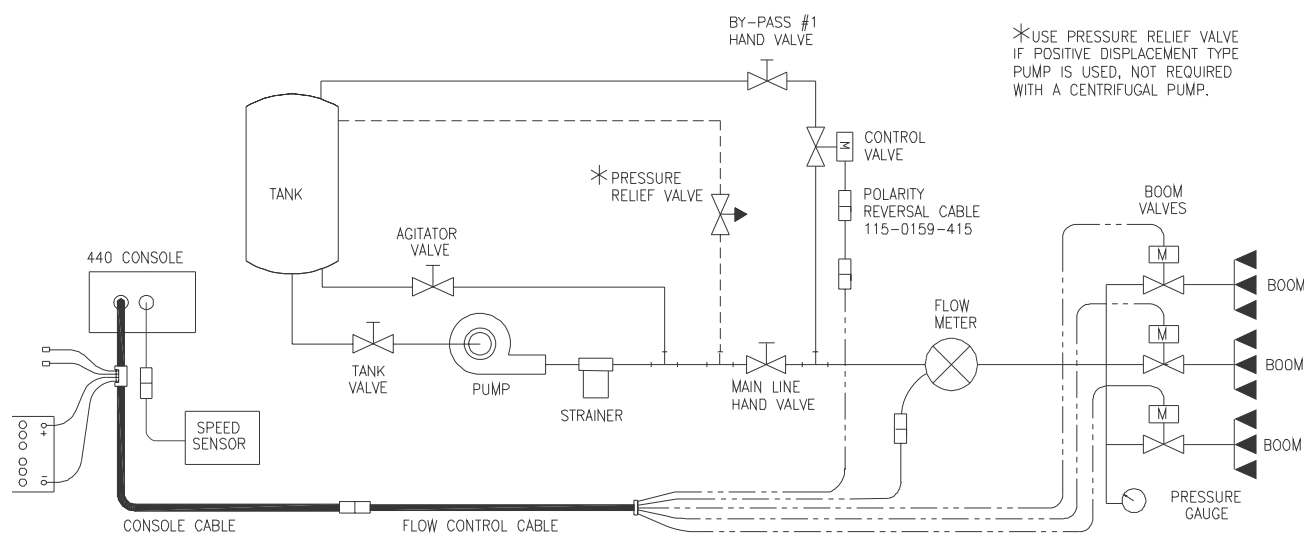 BY-PASS #1
HAND VALVE
*USE PRESSURE RELIEF VALVE
IF POSITIVE DISPLACEMENT TYPE
PUMP IS USED, NOT REQUIRED
WITH A CENTRIFUGAL PUMP.
M
CONTROL
VALVE
TANK
* PRESSURE
RELIEF VALVE
POLARITY
REVERSAL CABLE
115-0159-415
BOOM
VALVES
AGITATOR
VALVE
440 CONSOLE
M
BOOM
FLOW
METER
M
BOOM
TANK
VALVE
PUMP
MAIN LINE
HAND VALVE
STRAINER
M
BOOM
SPEED
SENSOR
+
-
CONSOLE CABLE
FLOW CONTROL CABLE
PRESSURE
GAUGE